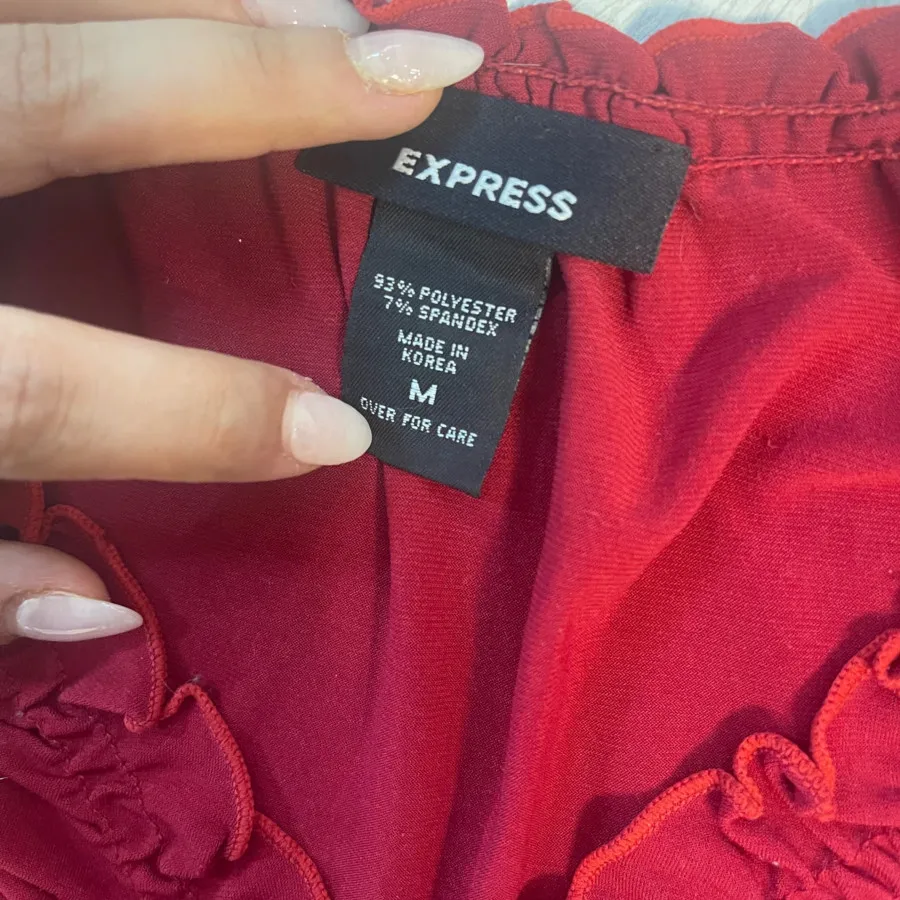 EXPRESS
93% POLYESTER
7% SPANDEX
MADE IN
KOREA
M
OVER FOR CARE